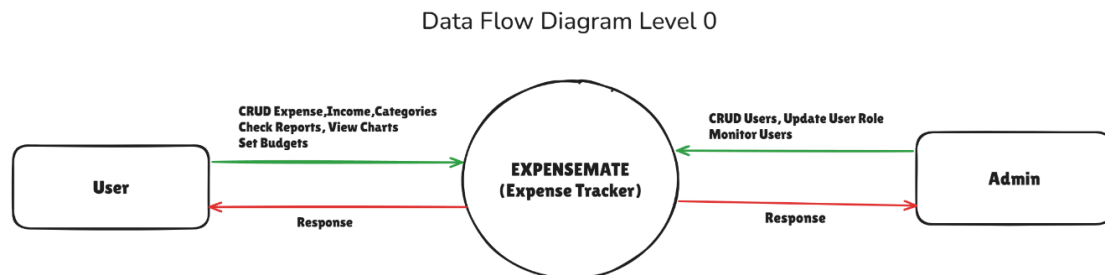 Data Flow Diagram Level 0
CRUD Expense,Income,Categories
Check Reports, View Charts
Set Budgets
CRUD Users, Update User Role
Monitor Users
User
EXPENSEMATE
(Expense Tracker)
Admin
Response
Response